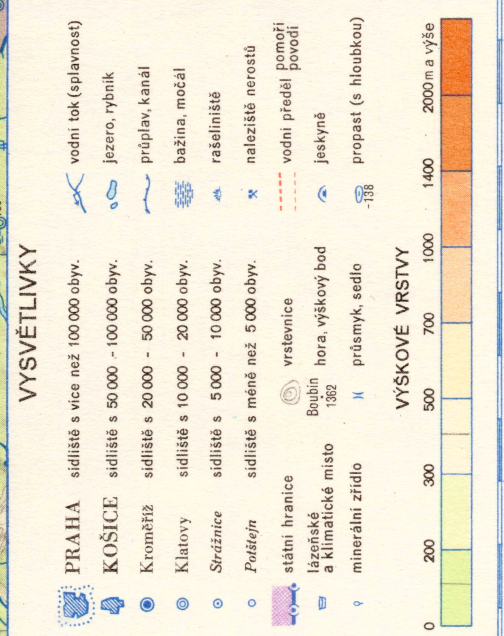 VYSVĚTLIVKY
PRAHA sídliště s více než 100 000 obyv.
KOŠICE sídliště s 50 000 - 100 000 obyv.
Kroměříž sídliště s 20 000 - 50 000 obyv.
Klatovy sídliště s 10 000 - 20 000 obyv.
Strážnice sídliště s 5 000 - 10 000 obyv.
Potštejn sídliště s méně než 5 000 obyv.
státní hranice
lázeňské
a klimatické místo
minerální zřídlo
vrstevnice
Boubín
1362
hora, výškový bod
průsmyk, sedlo
vodní tok (splavnost)
jezero, rybník
průplav, kanál
bažina, močál
rašeliniště
naleziště nerostů
vodní předěl pomoří
povodí
jeskyně
-138
propast (s hloubkou)
VÝŠKOVÉ VRSTVY
0 200 300 500 700 1000 1400 2000 m a výše